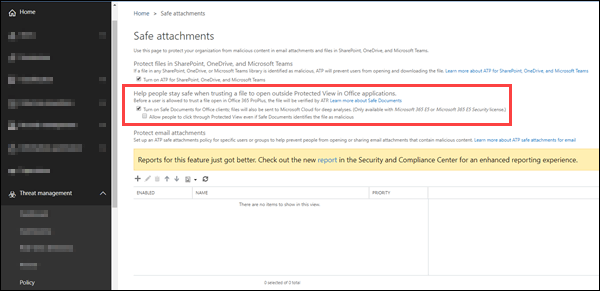 Home
Threat management
Policy
Home > Safe attachments
Safe attachments
Use this page to protect your organisation from malicious content in email attachments and files in SharePoint, OneDrive, and Microsoft Teams.
Protect files in SharePoint, OneDrive, and Microsoft Teams
If a file in any SharePoint, OneDrive, or Microsoft Teams library is identified as malicious, ATP will prevent users from opening and downloading the file. Learn more about ATP for SharePoint, OneDrive, and Microsoft Teams
Turn on ATP for SharePoint, OneDrive, and Microsoft Teams
Help people stay safe when trusting a file to open outside Protected View in Office applications.
Before a user is allowed to trust a file open in Office 365 ProPlus, the file will be verified by ATP. Learn more about Safe Documents
Turn on Safe Documents for Office clients; files will also be sent to Microsoft Cloud for deep analyses. (Only available with Microsoft 365 E5 or Microsoft 365 E5 Security license.)
Allow people to click through Protected View even if Safe Documents identifies the file as malicious
Protect email attachments
Set up an ATP safe attachments policy for specific users or groups to help prevent people from opening or sharing email attachments that contain malicious content. Learn more about ATP safe attachments for email
Reports for this feature just got better. Check out the new report in the Security and Compliance Center for an enhanced reporting experience.
ENABLED NAME PRIORITY
There are no items to show in this view.
0 selected of 0 total